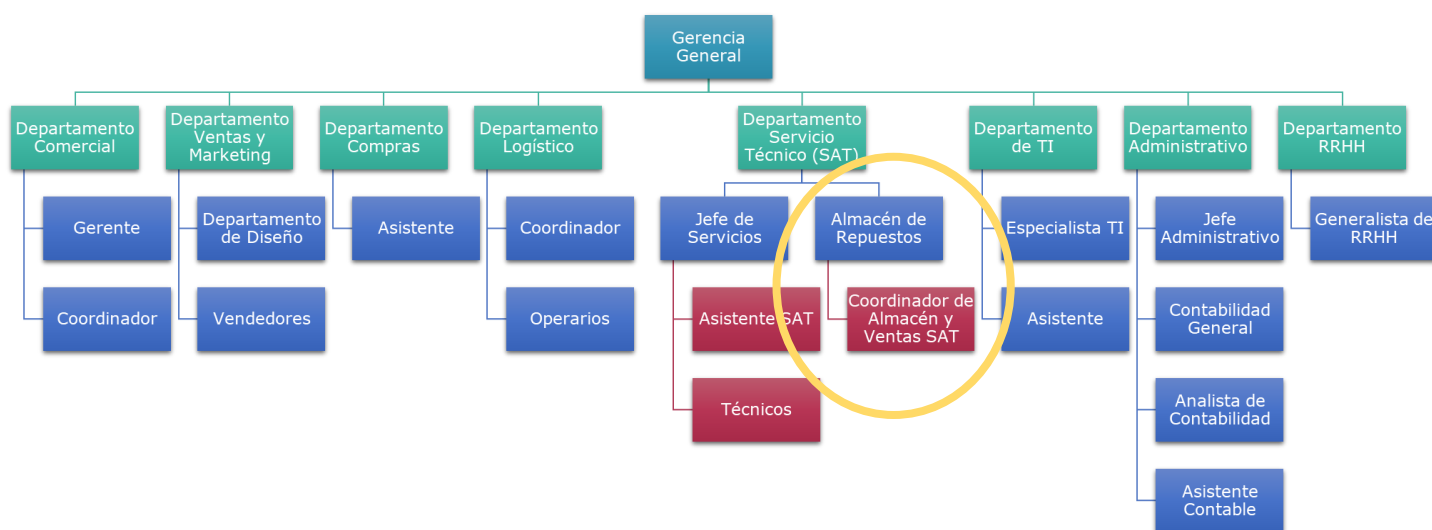 Gerencia
General
Departamento
Comercial
Departamento
Ventas y
Marketing
Departamento
Compras
Departamento
Logístico
Departamento
Servicio
Técnico (SAT)
Departamento
de TI
Departamento
Administrativo
Departamento
RRHH
Gerente
Departamento
de Diseño
Asistente
Coordinador
Jefe de
Servicios
Almacén de
Repuestos
Especialista TI
Jefe
Administrativo
Generalista de
RRHH
Coordinador
Vendedores
Operarios
Asistente SAT
Coordinador de
Almacén y
Ventas SAT
Asistente
Contabilidad
General
Técnicos
Analista de
Contabilidad
Asistente
Contable